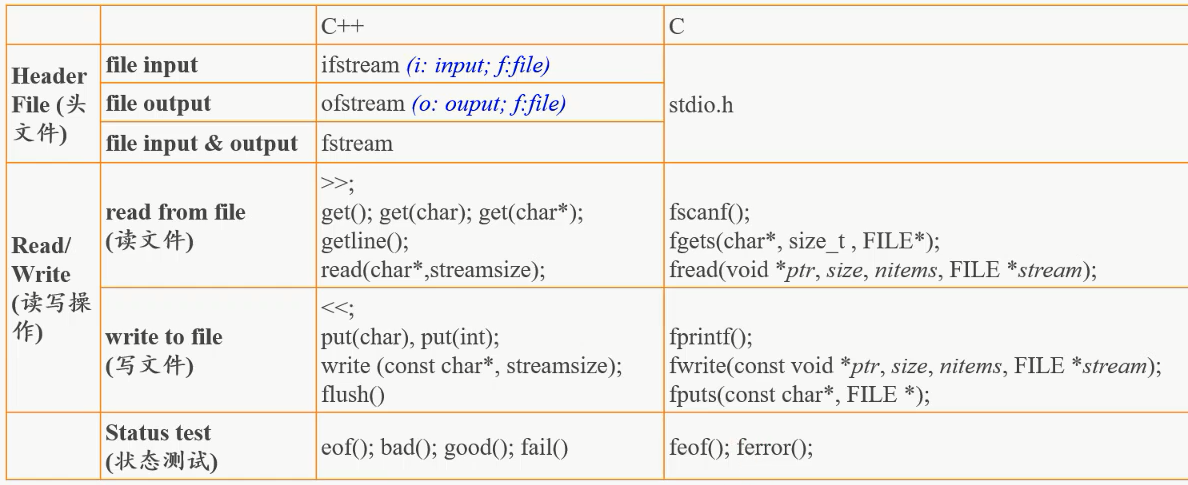 C++ C
Header File (头文件)
file input
ifstream (i: input; f:file)
stdio.h
file output
ofstream (o: ouput; f:file)
file input & output
fstream
Read/ Write (读写操作)
read from file
(读文件)
>>;
get(); get(char); get(char*);
getline();
read(char*,streamsize);
fscanf();
fgets(char*, size_t , FILE*);
fread(void *ptr, size, nitems, FILE *stream);
write to file
(写文件)
<<;
put(char), put(int);
write (const char*, streamsize);
flush()
fprintf();
fwrite(const void *ptr, size, nitems, FILE *stream);
fputs(const char*, FILE *);
Status test
(状态测试)
eof(); bad(); good(); fail()
feof(); ferror();